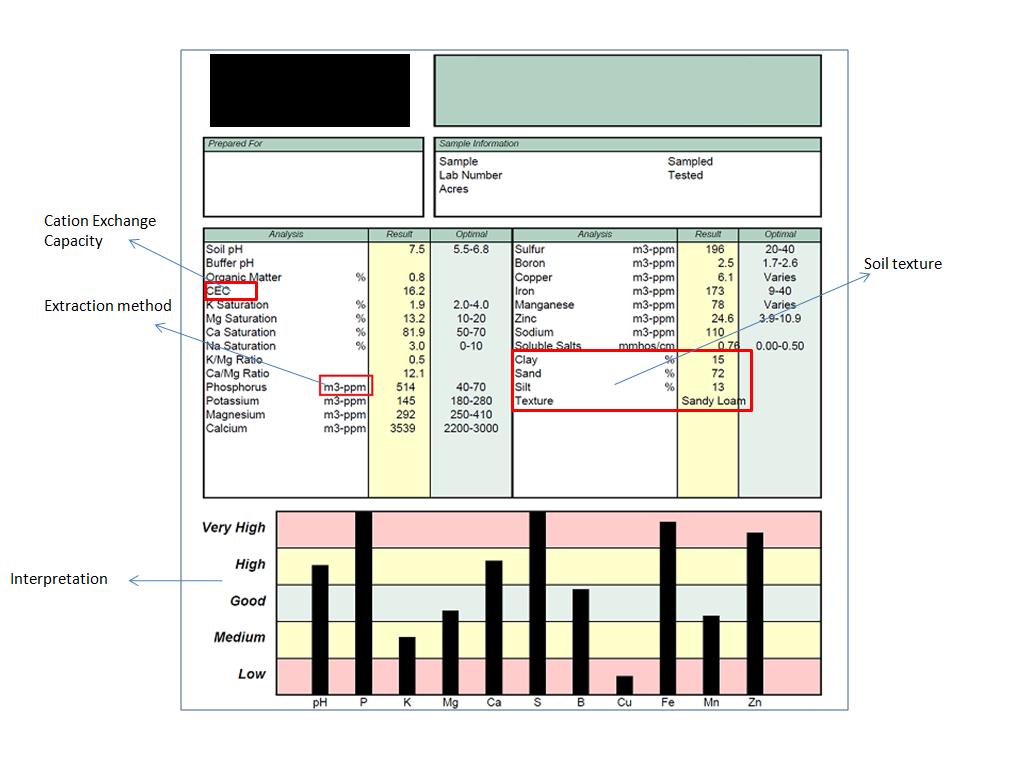 Prepared For
Sample Information
Sample Sampled
Lab Number Tested
Acres
Cation Exchange
Capacity
Extraction method
Interpretation
Soil texture
Analysis Result Optimal
Soil pH 7.5 5.5-6.8
Buffer pH
Organic Matter % 0.8
CEC 16.2
K Saturation % 1.9 2.0-4.0
Mg Saturation % 13.2 10-20
Ca Saturation % 81.9 50-70
Na Saturation % 3.0 0-10
K/Mg Ratio 0.5
Ca/Mg Ratio 12.1
Phosphorus m3-ppm 514 40-70
Potassium m3-ppm 145 180-280
Magnesium m3-ppm 292 250-410
Calcium m3-ppm 3539 2200-3000
Analysis Result Optimal
Sulfur m3-ppm 196 20-40
Boron m3-ppm 2.5 1.7-2.6
Copper m3-ppm 6.1 Varies
Iron m3-ppm 173 9-40
Manganese m3-ppm 78 Varies
Zinc m3-ppm 24.6 3.9-10.9
Sodium m3-ppm 110
Soluble Salts mmhos/cm 0.76 0.00-0.50
Clay % 15
Sand % 72
Silt % 13
Texture Sandy Loam
Very High
High
Good
Medium
Low
pH P K Mg Ca S B Cu Fe Mn Zn